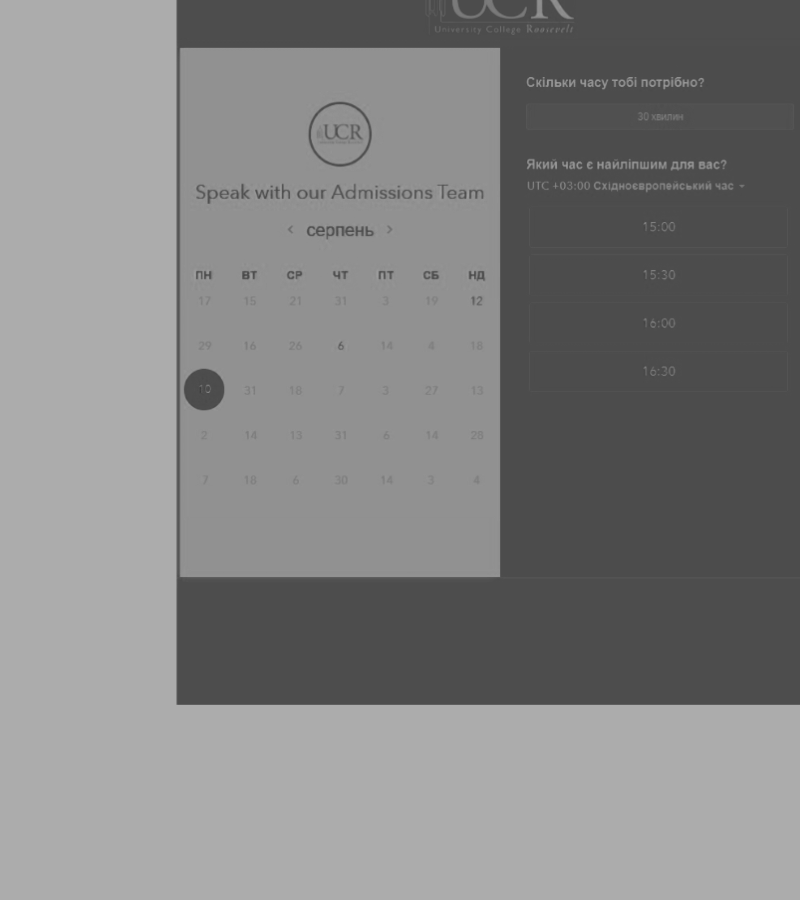 UCR
University College Roosevelt
UCR
Speak with our Admissions Team
‹ серпень ›
ПН ВТ СР ЧТ ПТ СБ НД
17 15 21 31 3 19 12
29 16 26 6 14 4 18
10 31 18 7 3 27 13
2 14 13 31 6 14 28
7 18 6 30 14 3 4
Скільки часу тобі потрібно?
30 хвилин
Який час є найліпшим для вас?
UTC +03:00 Східноєвропейський час
15:00
15:30
16:00
16:30